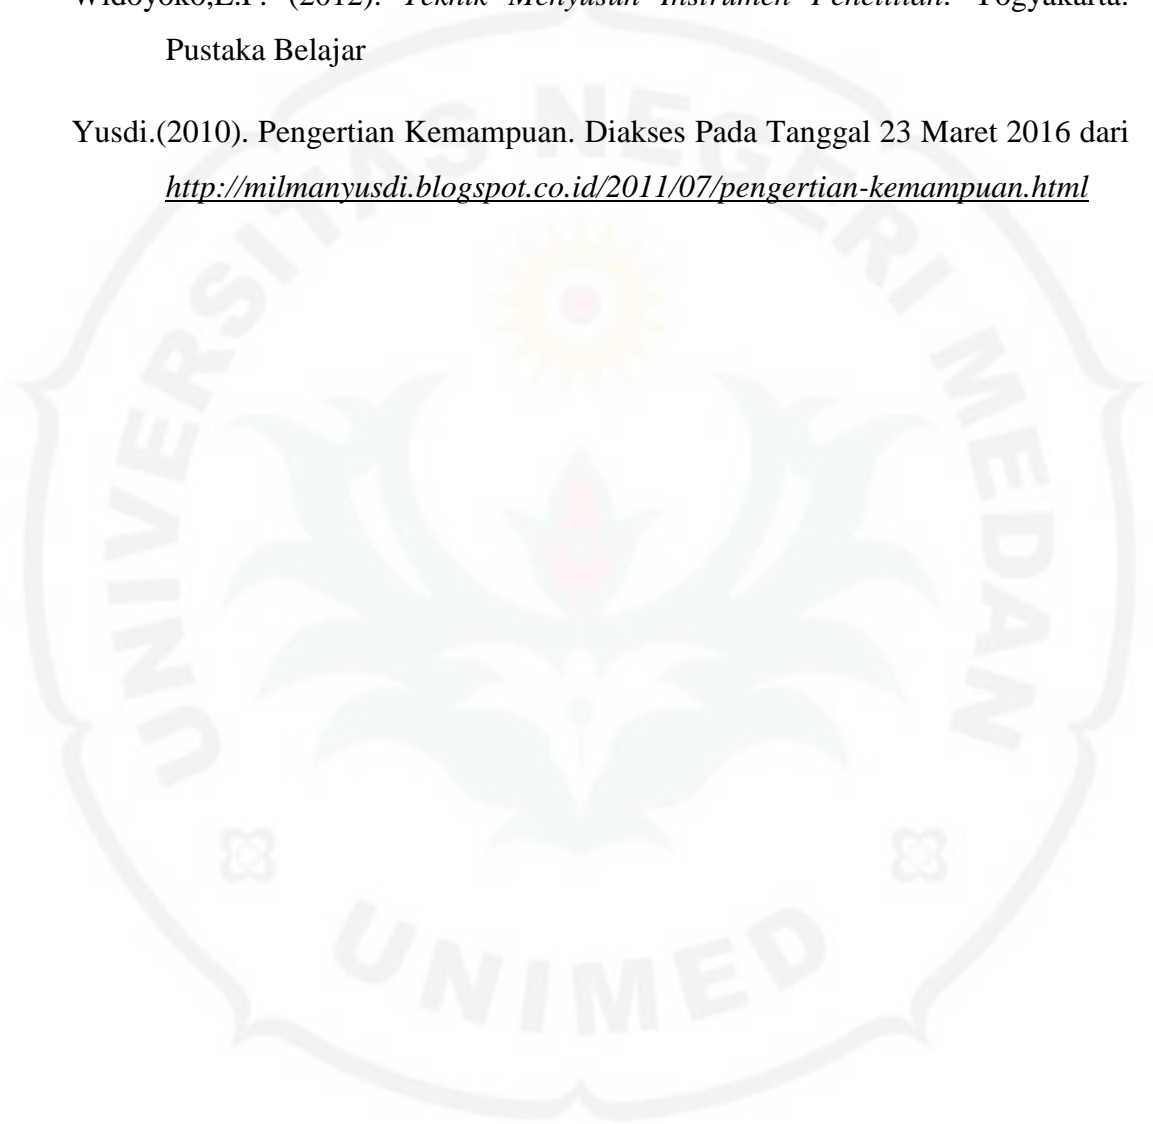 Widoyoko,E.P. (2012). Teknik Menyusun Instrumen Penelitian. Yogyakarta:
Pustaka Belajar
Yusdi.(2010). Pengertian Kemampuan. Diakses Pada Tanggal 23 Maret 2016 dari
http://milmanyusdi.blogspot.co.id/2011/07/pengertian-kemampuan.html
UNIVERSITAS NEGERI MEDAN
UNIMED